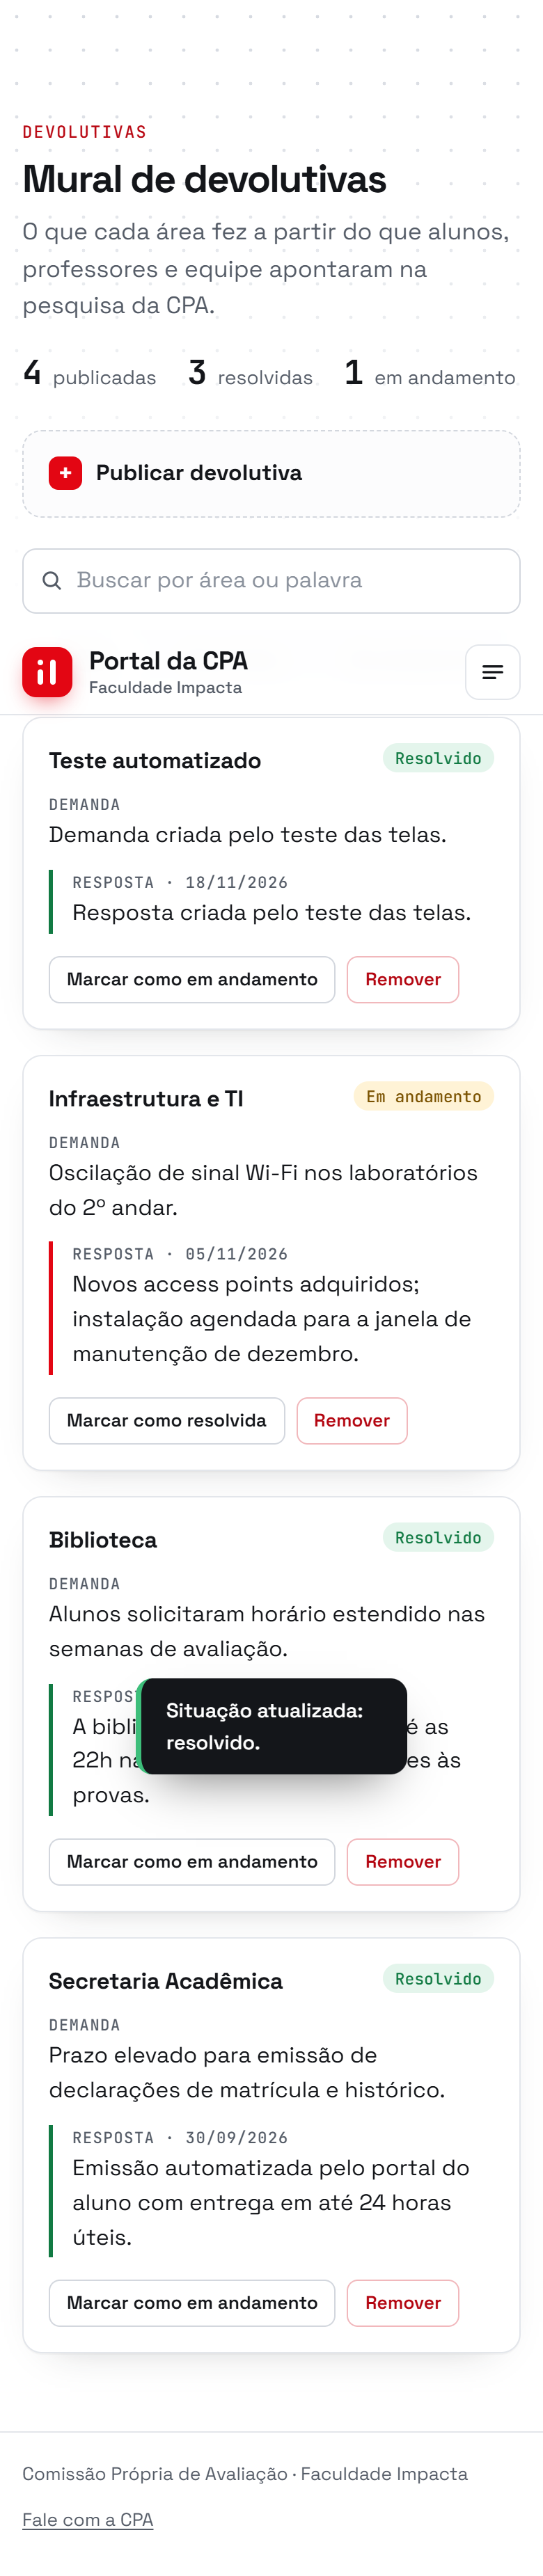 DEVOLUTIVAS
Mural de devolutivas
O que cada área fez a partir do que alunos,
professores e equipe apontaram na
pesquisa da CPA.
4 publicadas 3 resolvidas 1 em andamento
+ Publicar devolutiva
Buscar por área ou palavra
Portal da CPA
Faculdade Impacta
Teste automatizado Resolvido
DEMANDA
Demanda criada pelo teste das telas.
RESPOSTA · 18/11/2026
Resposta criada pelo teste das telas.
Marcar como em andamento Remover
Infraestrutura e TI Em andamento
DEMANDA
Oscilação de sinal Wi-Fi nos laboratórios
do 2º andar.
RESPOSTA · 05/11/2026
Novos access points adquiridos;
instalação agendada para a janela de
manutenção de dezembro.
Marcar como resolvida Remover
Biblioteca Resolvido
DEMANDA
Alunos solicitaram horário estendido nas
semanas de avaliação.
Situação atualizada:
resolvido.
A as
22h às
provas.
Marcar como em andamento Remover
Secretaria Acadêmica Resolvido
DEMANDA
Prazo elevado para emissão de
declarações de matrícula e histórico.
RESPOSTA · 30/09/2026
Emissão automatizada pelo portal do
aluno com entrega em até 24 horas
úteis.
Marcar como em andamento Remover
Comissão Própria de Avaliação · Faculdade Impacta
Fale com a CPA